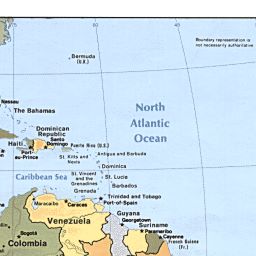 Boundary representation is
not necessarily authoritative
Bermuda
(U.K.)
Nassau
The Bahamas
North
Atlantic
Ocean
Dominican
Republic
Haiti
Santo
Domingo
Port-
au-Prince
Puerto Rico (U.S.)
St. Kitts and
Nevis
Antigua and Barbuda
Dominica
Caribbean Sea
St. Vincent
and the
Grenadines
St. Lucia
Barbados
Grenada
Trinidad and Tobago
Port-of-Spain
Maracaibo
Caracas
Venezuela
Guyana
Georgetown
Suriname
Paramaribo
Cayenne
French Guiana
(Fr.)
Bogotá
Colombia
Cali